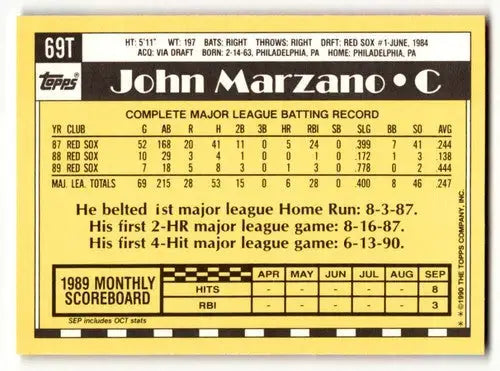 69T
HT: 5'11" WT: 197 BATS: RIGHT THROWS: RIGHT DRFT: RED SOX #1-JUNE, 1984
ACQ: VIA DRAFT BORN: 2-14-63, PHILADELPHIA, PA HOME: PHILADELPHIA, PA
Topps John Marzano • C
COMPLETE MAJOR LEAGUE BATTING RECORD
YR CLUB G AB R H 2B 3B HR RBI SB SLG BB SO AVG
87 RED SOX 52 168 20 41 11 0 5 24 0 .399 7 41 .244
88 RED SOX 10 29 3 4 1 0 0 1 0 .172 1 3 .138
89 RED SOX 7 18 5 8 3 0 1 3 0 .778 0 2 .444
MAJ. LEA. TOTALS 69 215 28 53 15 0 6 28 0 .400 8 46 .247
He belted 1st major league Home Run: 8-3-87.
His first 2-HR major league game: 8-16-87.
His first 4-Hit major league game: 6-13-90.
1989 MONTHLY SCOREBOARD
APR MAY JUN JUL AUG SEP
HITS - - - - - 8
RBI - - - - - 3
SEP includes OCT stats
* * ©1990 THE TOPPS COMPANY, INC.